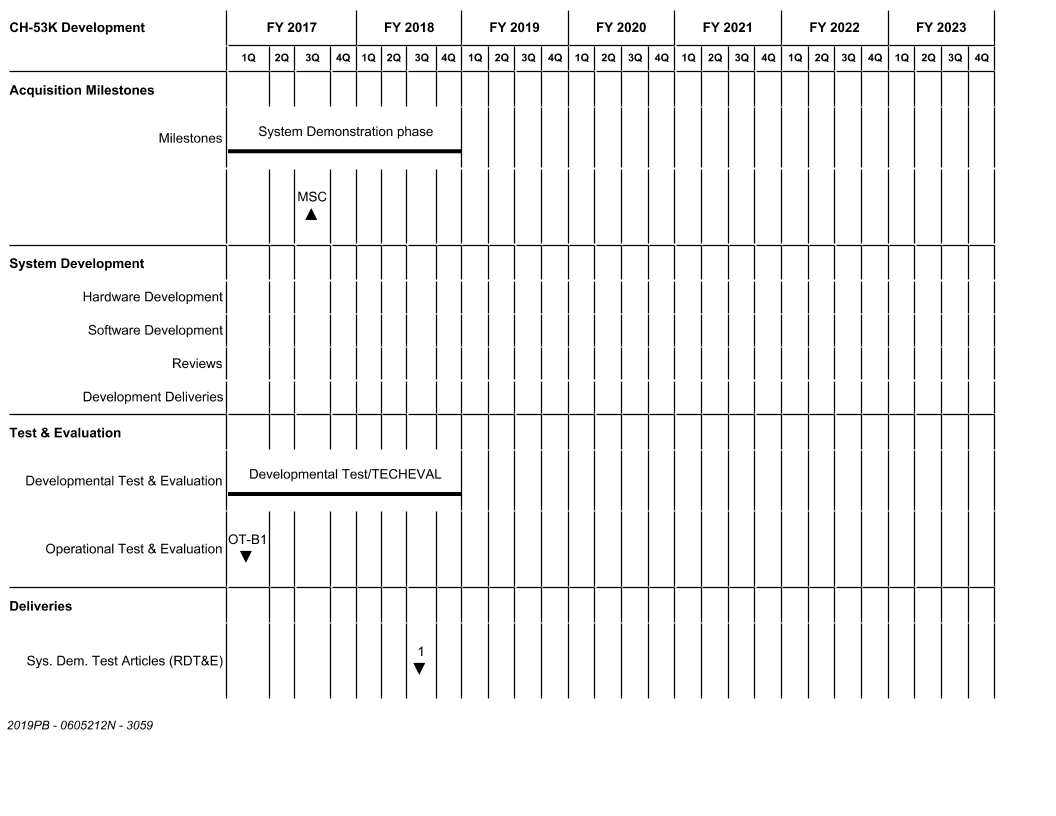 CH-53K Development FY 2017 FY 2018 FY 2019 FY 2020 FY 2021 FY 2022 FY 2023
1Q 2Q 3Q 4Q 1Q 2Q 3Q 4Q 1Q 2Q 3Q 4Q 1Q 2Q 3Q 4Q 1Q 2Q 3Q 4Q 1Q 2Q 3Q 4Q 1Q 2Q 3Q 4Q
Acquisition Milestones
System Demonstration phase
Milestones
MSC
System Development
Hardware Development
Software Development
Reviews
Development Deliveries
Test & Evaluation
Developmental Test/TECHEVAL
Developmental Test & Evaluation
OT-B1
Operational Test & Evaluation
Deliveries
1
Sys. Dem. Test Articles (RDT&E)
2019PB - 0605212N - 3059